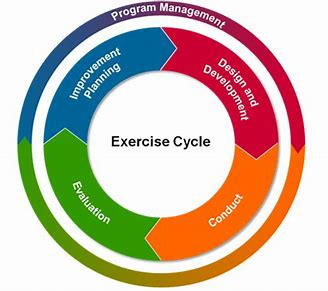 Program Management
Improvement
Planning
Design and
Development
Exercise Cycle
Evaluation
Conduct